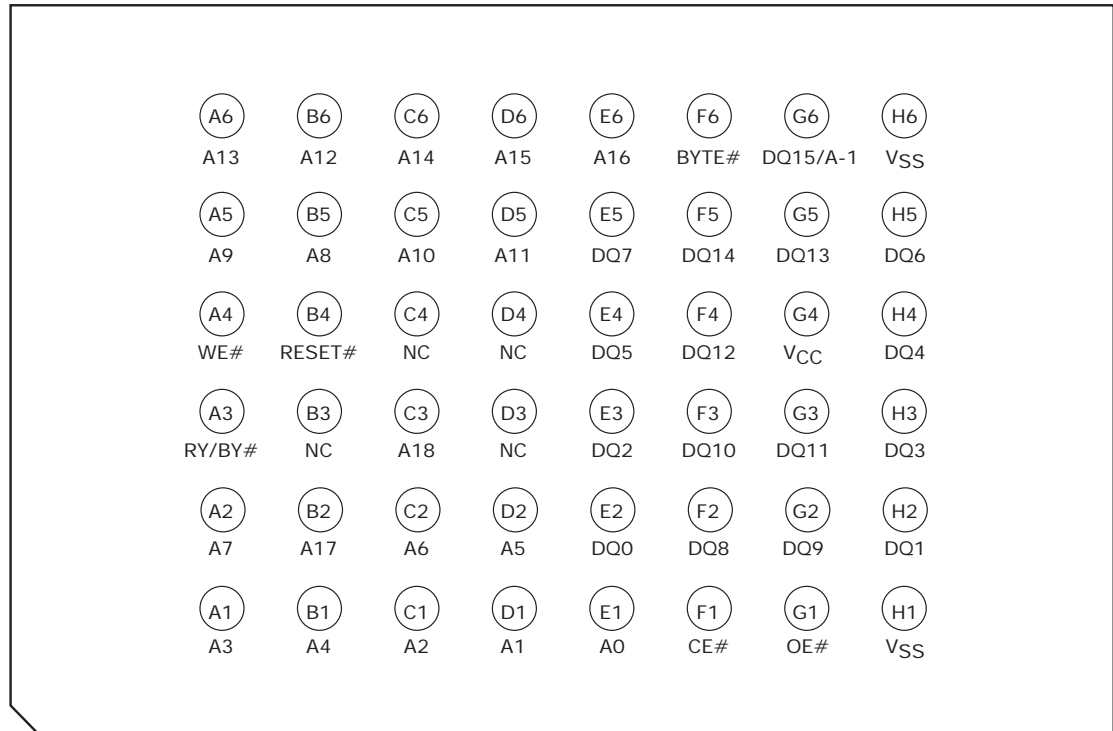 A6 B6 C6 D6 E6 F6 G6 H6
A13 A12 A14 A15 A16 BYTE# DQ15/A-1 VSS
A5 B5 C5 D5 E5 F5 G5 H5
A9 A8 A10 A11 DQ7 DQ14 DQ13 DQ6
A4 B4 C4 D4 E4 F4 G4 H4
WE# RESET# NC NC DQ5 DQ12 VCC DQ4
A3 B3 C3 D3 E3 F3 G3 H3
RY/BY# NC A18 NC DQ2 DQ10 DQ11 DQ3
A2 B2 C2 D2 E2 F2 G2 H2
A7 A17 A6 A5 DQ0 DQ8 DQ9 DQ1
A1 B1 C1 D1 E1 F1 G1 H1
A3 A4 A2 A1 A0 CE# OE# VSS